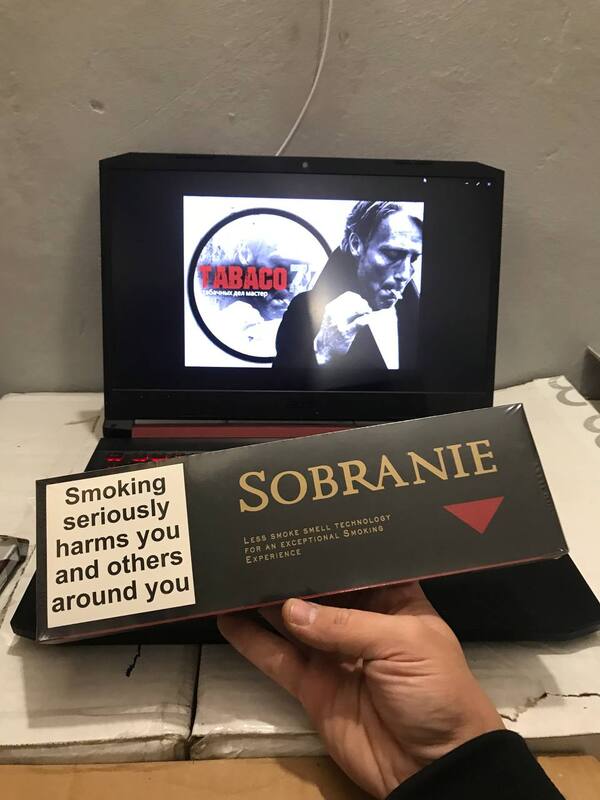 TABACO 7
табачных дел мастер
SOBRANIE
LESS SMOKE SMELL TECHNOLOGY
FOR AN EXCEPTIONAL SMOKING
EXPERIENCE
Smoking
seriously
harms you
and others
around you